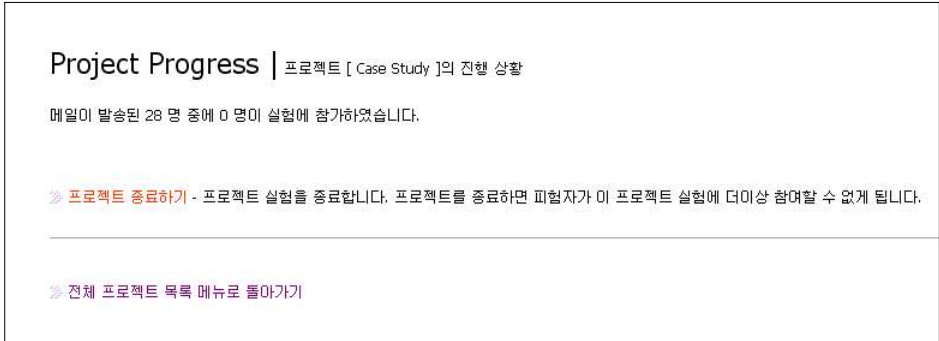 Project Progress | 프로젝트 [ Case Study ]의 진행 상황
메일이 발송된 28 명 중에 0 명이 실험에 참가하였습니다.
프로젝트 종료하기 - 프로젝트 실험을 종료합니다. 프로젝트를 종료하면 피험자가 이 프로젝트 실험에 더이상 참여할 수 없게 됩니다.
전체 프로젝트 목록 메뉴로 돌아가기